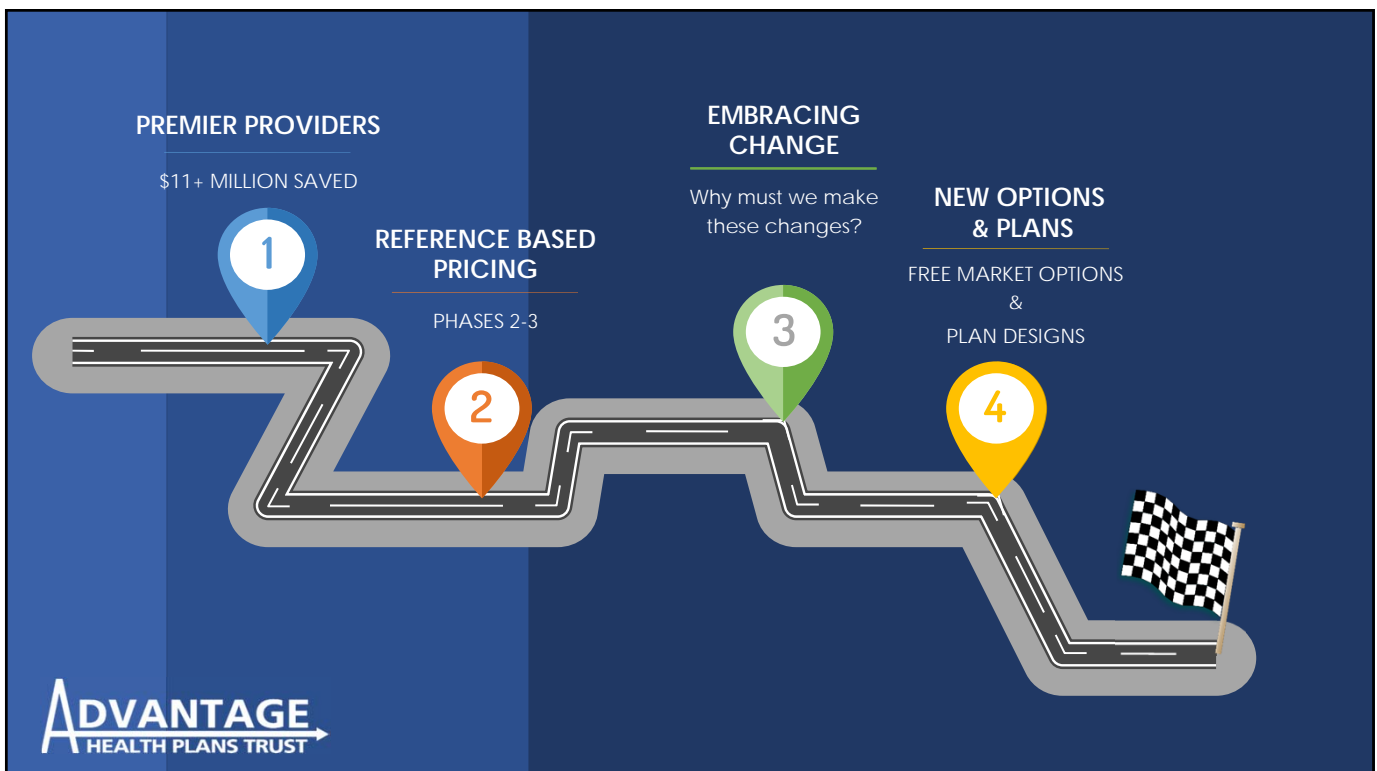 PREMIER PROVIDERS
$11+ MILLION SAVED
1
REFERENCE BASED
PRICING
PHASES 2-3
2
EMBRACING
CHANGE
Why must we make
these changes?
3
NEW OPTIONS
& PLANS
FREE MARKET OPTIONS
&
PLAN DESIGNS
4
ADVANTAGE
HEALTH PLANS TRUST